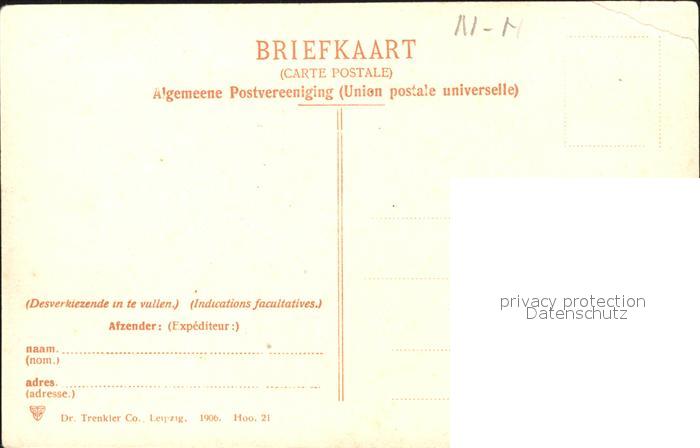 BRIEFKAART
(CARTE POSTALE)
Algemeene Postvereeniging (Union postale universelle)
(Desverkiezende in te vullen.) (Indications facultatives.)
Afzender: (Expéditeur:)
naam.
(nom.)
adres.
(adresse.)
Dr. Trenkler Co., Leipzig. 1906. Hoo. 21
privacy protection
Datenschutz